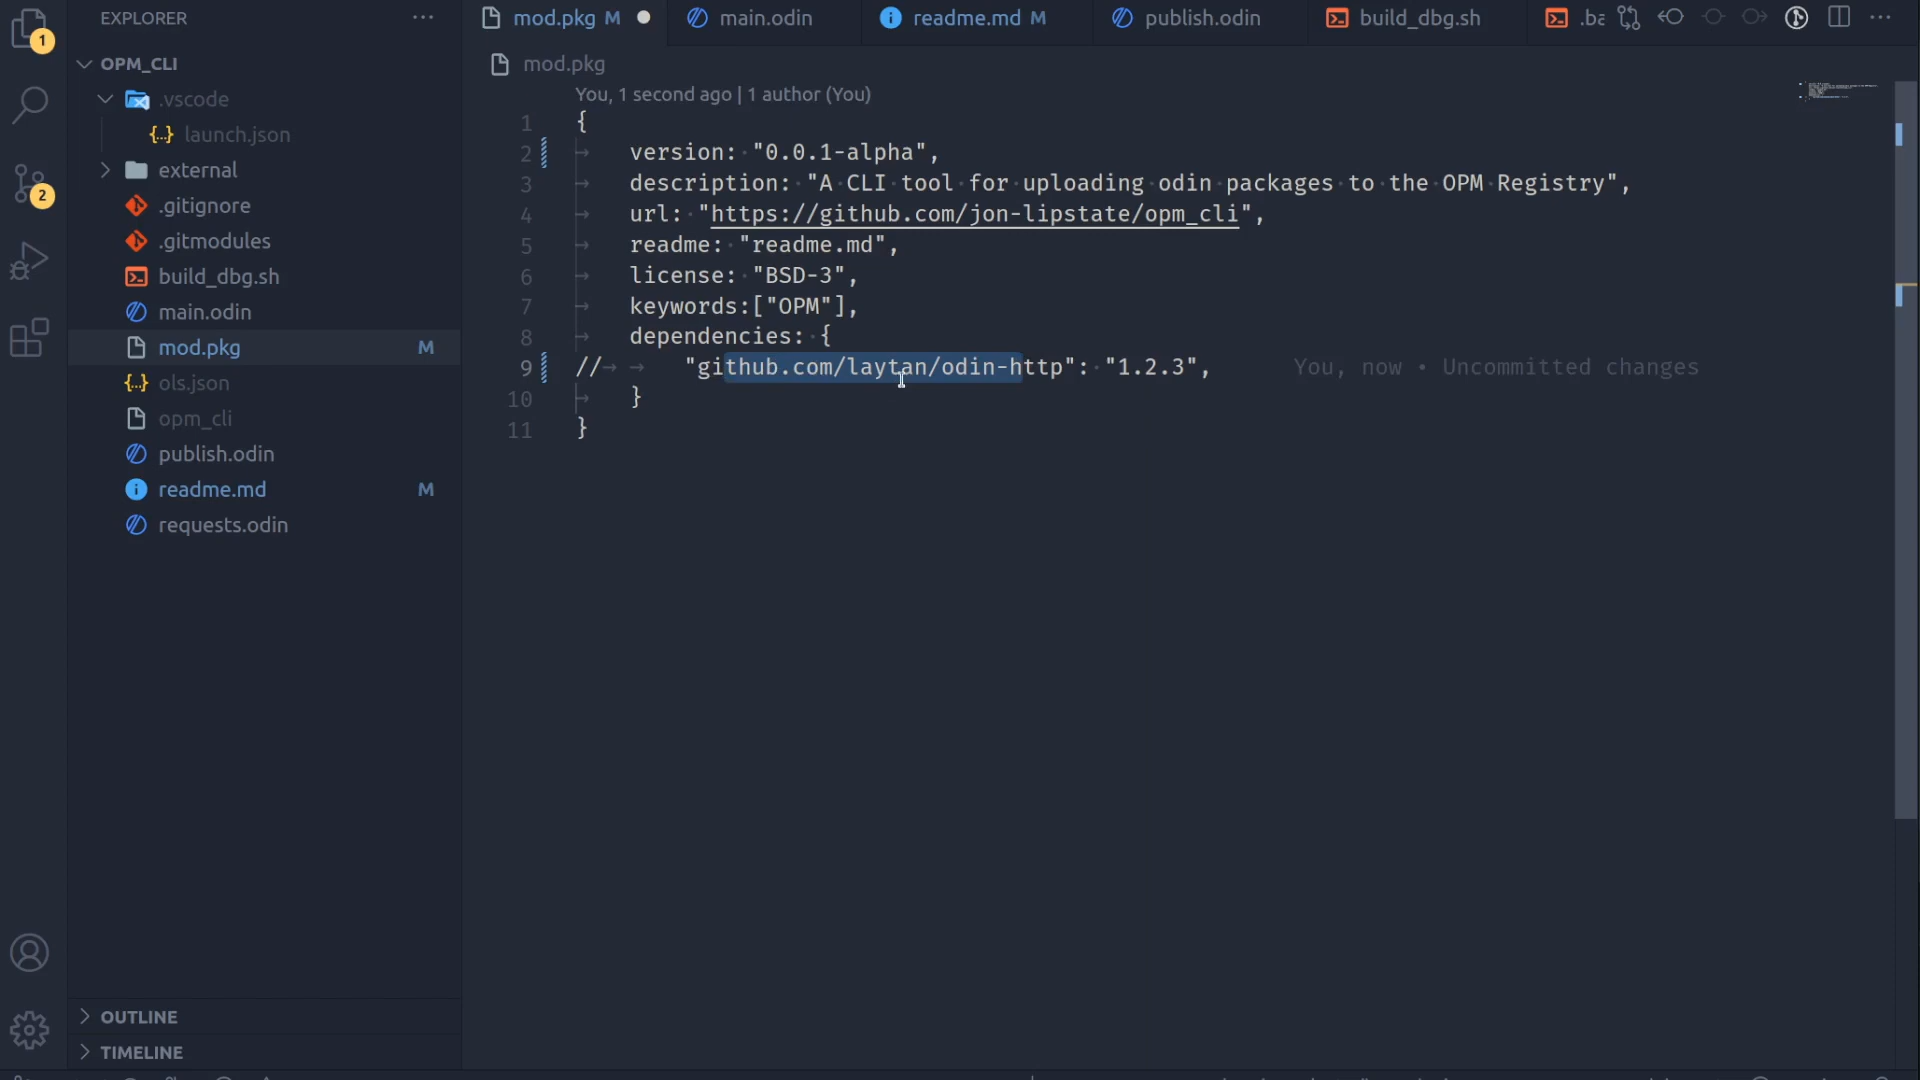 EXPLORER
OPM_CLI
.vscode
launch.json
external
.gitignore
.gitmodules
build_dbg.sh
main.odin
mod.pkg M
ols.json
opm_cli
publish.odin
readme.md M
requests.odin
OUTLINE
TIMELINE
1
2
mod.pkg M
main.odin
readme.md M
publish.odin
build_dbg.sh
.ba
mod.pkg
You, 1 second ago | 1 author (You)
1 {
2 version: "0.0.1-alpha",
3 description: "A CLI tool for uploading odin packages to the OPM Registry",
4 url: "https://github.com/jon-lipstate/opm_cli",
5 readme: "readme.md",
6 license: "BSD-3",
7 keywords:["OPM"],
8 dependencies: {
9 // "github.com/laytan/odin-http": "1.2.3", You, now • Uncommitted changes
10 }
11 }